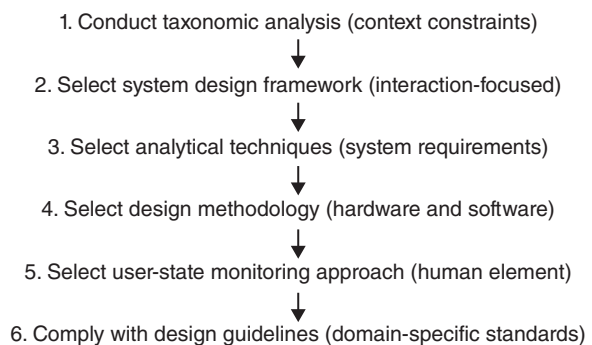 1. Conduct taxonomic analysis (context constraints)
2. Select system design framework (interaction-focused)
3. Select analytical techniques (system requirements)
4. Select design methodology (hardware and software)
5. Select user-state monitoring approach (human element)
6. Comply with design guidelines (domain-specific standards)